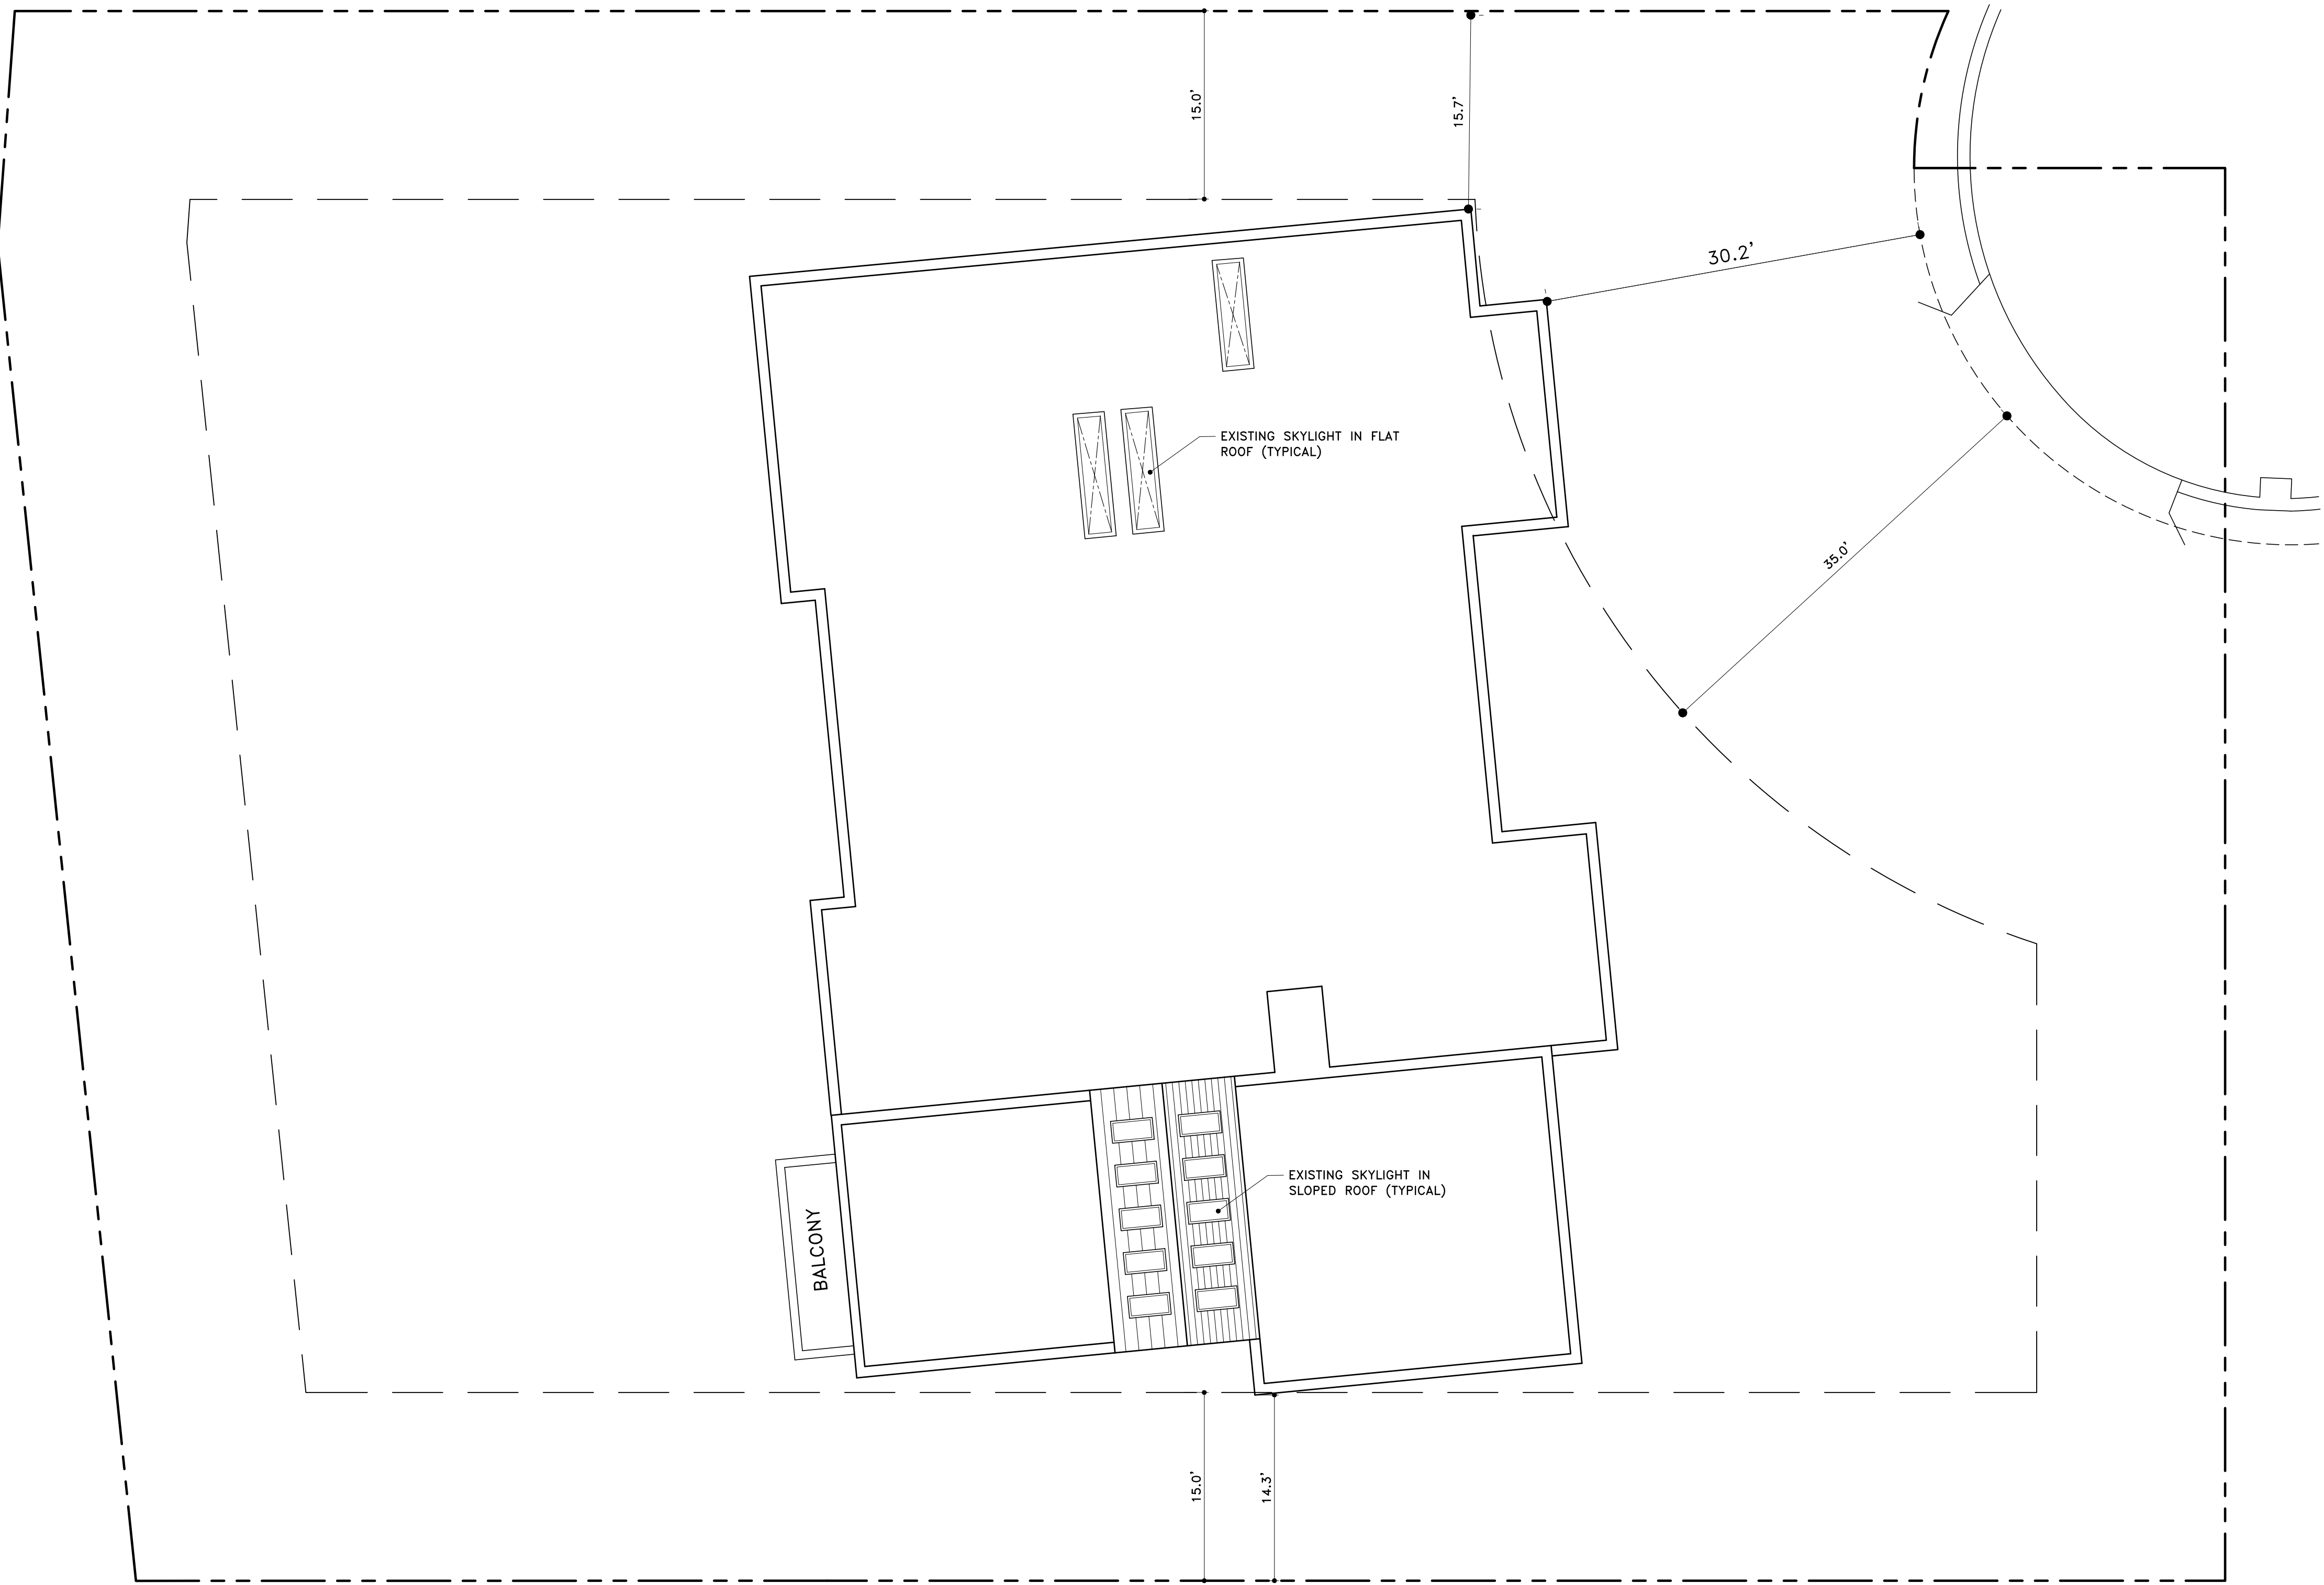 15.0'
15.7'
30.2'
EXISTING SKYLIGHT IN FLAT
ROOF (TYPICAL)
35.0'
EXISTING SKYLIGHT IN
SLOPED ROOF (TYPICAL)
BALCONY
15.0'
14.3'